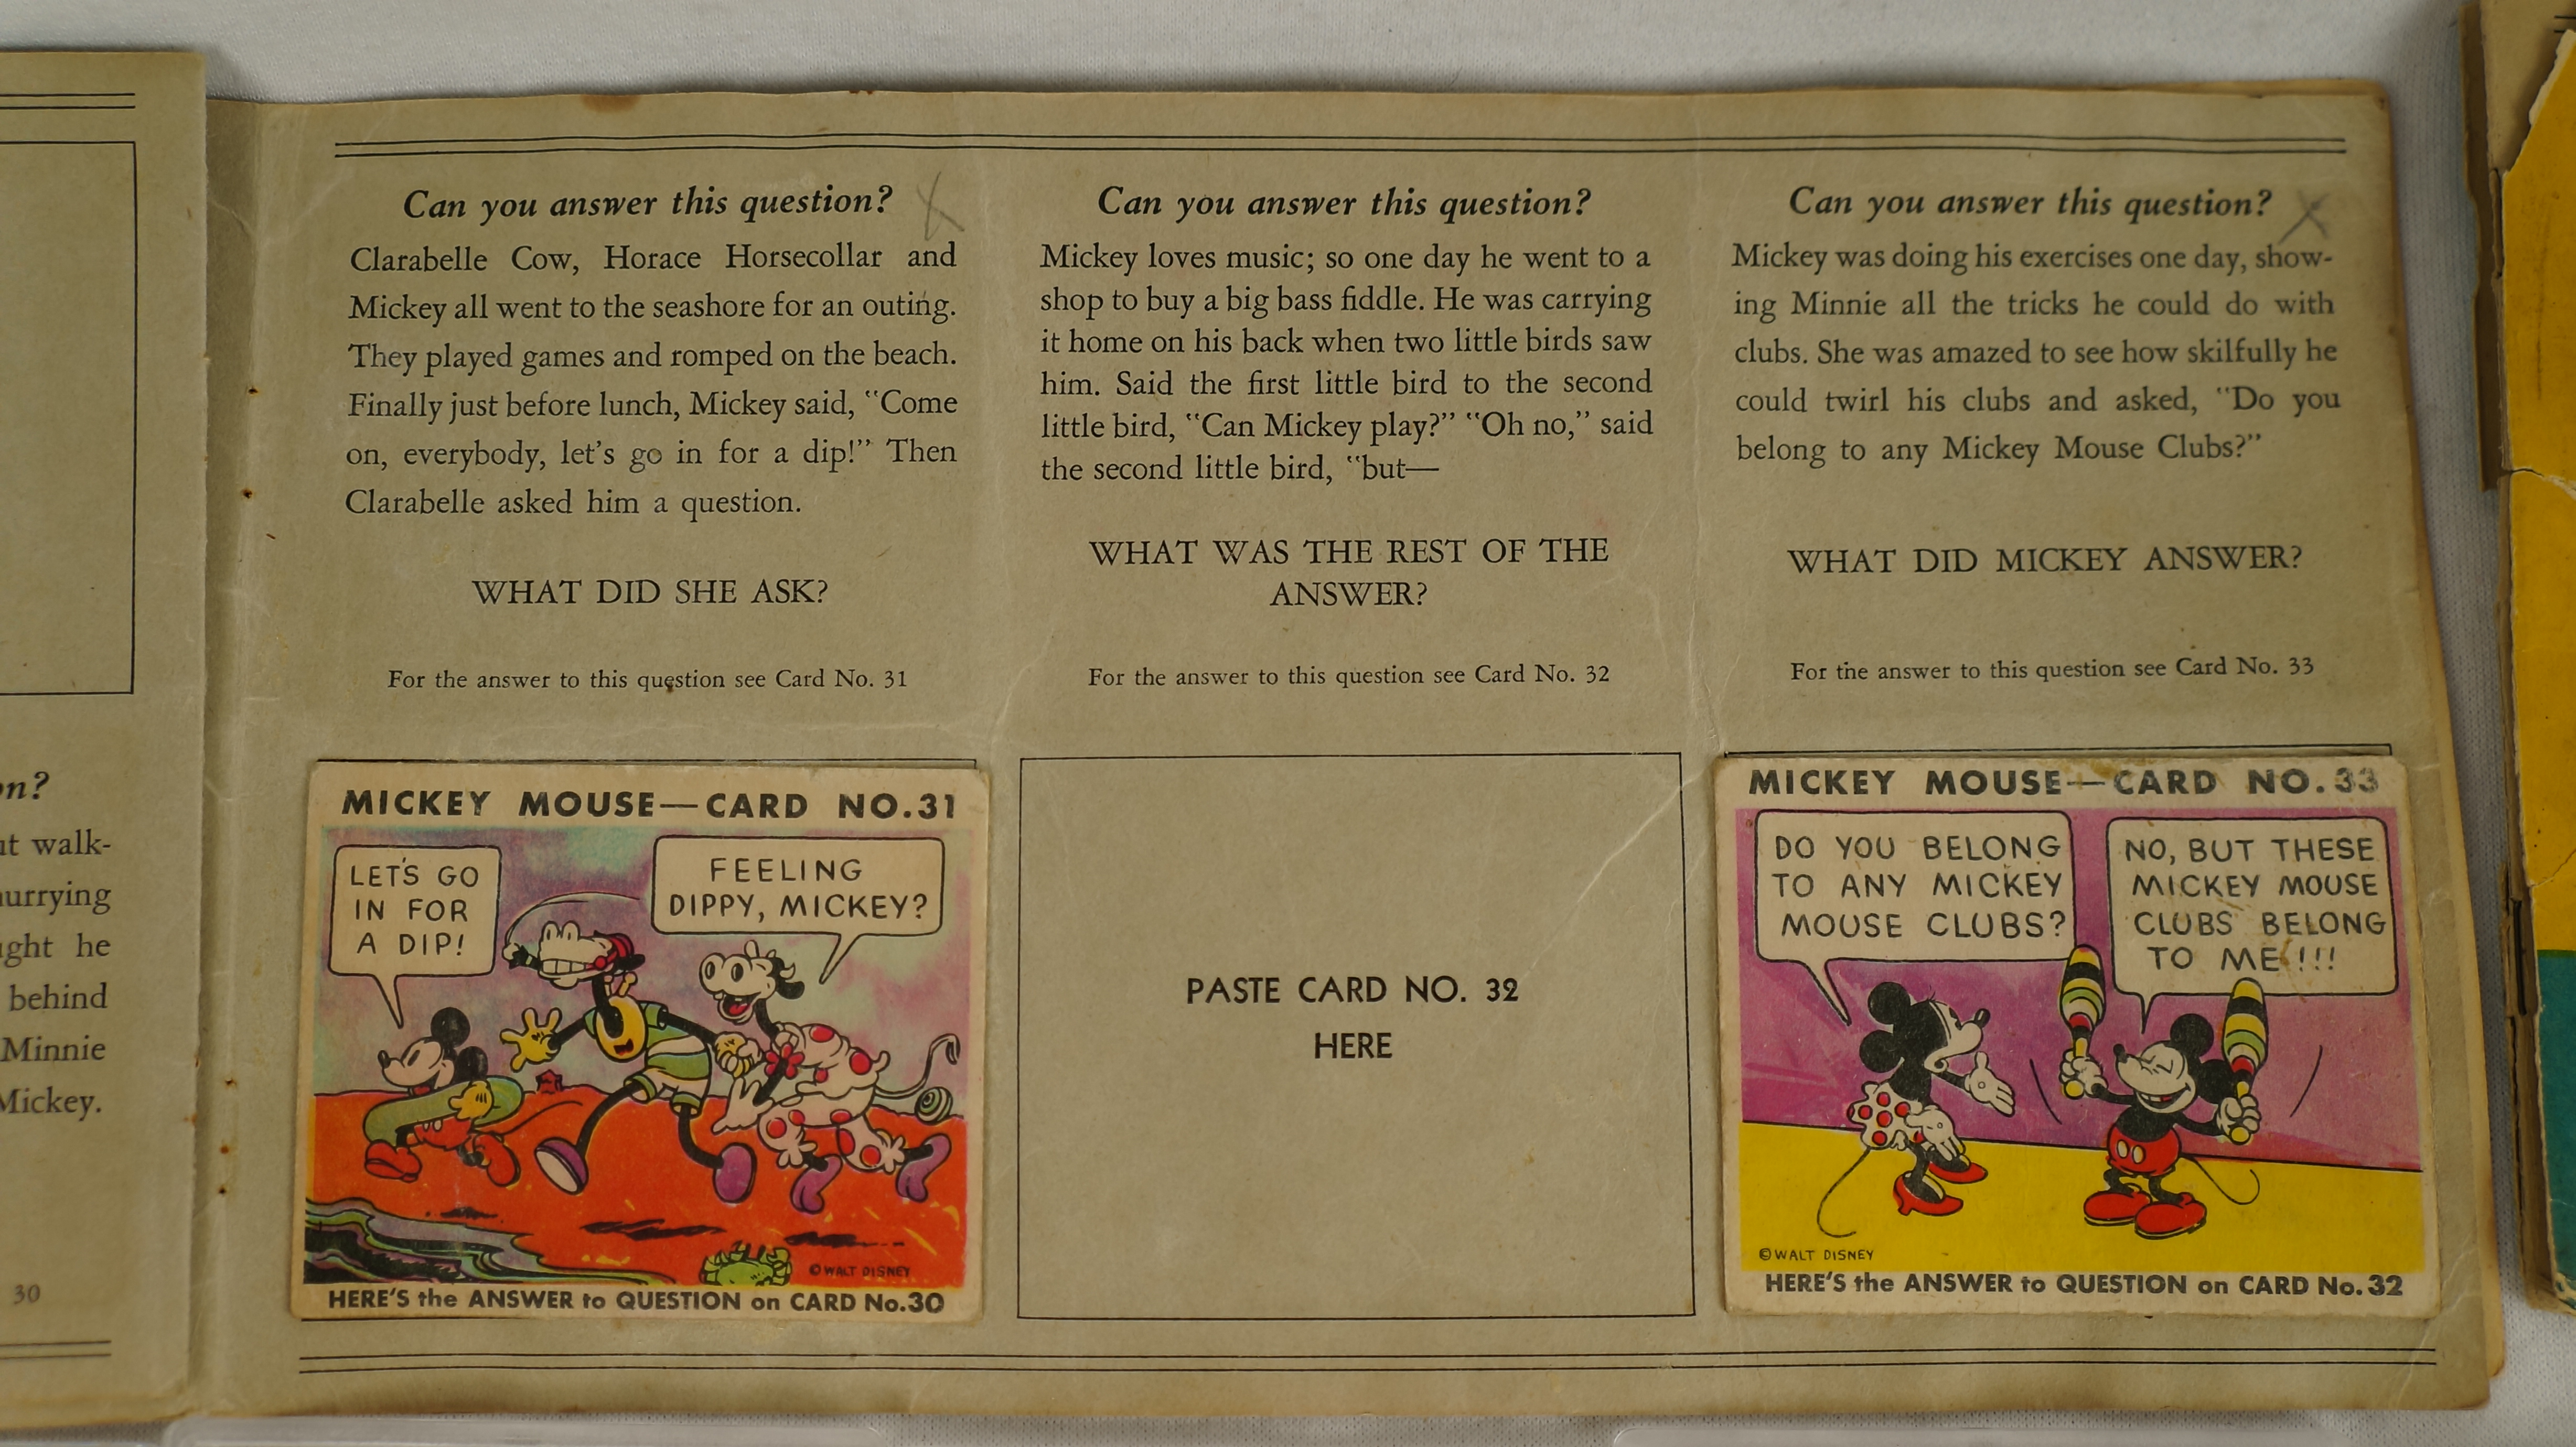 n?
t walk-
urrying
ght he
behind
Minnie
Mickey.
30
Can you answer this question?
Clarabelle Cow, Horace Horsecollar and
Mickey all went to the seashore for an outing.
They played games and romped on the beach.
Finally just before lunch, Mickey said, "Come
on, everybody, let's go in for a dip!" Then
Clarabelle asked him a question.
WHAT DID SHE ASK?
For the answer to this question see Card No. 31
MICKEY MOUSE—CARD NO.31
LET'S GO
IN FOR
A DIP!
FEELING
DIPPY, MICKEY?
© WALT DISNEY
HERE'S the ANSWER to QUESTION on CARD No.30
Can you answer this question?
Mickey loves music; so one day he went to a
shop to buy a big bass fiddle. He was carrying
it home on his back when two little birds saw
him. Said the first little bird to the second
little bird, "Can Mickey play?" "Oh no," said
the second little bird, "but—
WHAT WAS THE REST OF THE
ANSWER?
For the answer to this question see Card No. 32
PASTE CARD NO. 32
HERE
Can you answer this question?
Mickey was doing his exercises one day, show-
ing Minnie all the tricks he could do with
clubs. She was amazed to see how skilfully he
could twirl his clubs and asked, "Do you
belong to any Mickey Mouse Clubs?"
WHAT DID MICKEY ANSWER?
For the answer to this question see Card No. 33
MICKEY MOUSE—CARD NO.33
DO YOU BELONG
TO ANY MICKEY
MOUSE CLUBS?
NO, BUT THESE
MICKEY MOUSE
CLUBS BELONG
TO ME!!!
© WALT DISNEY
HERE'S the ANSWER to QUESTION on CARD No.32